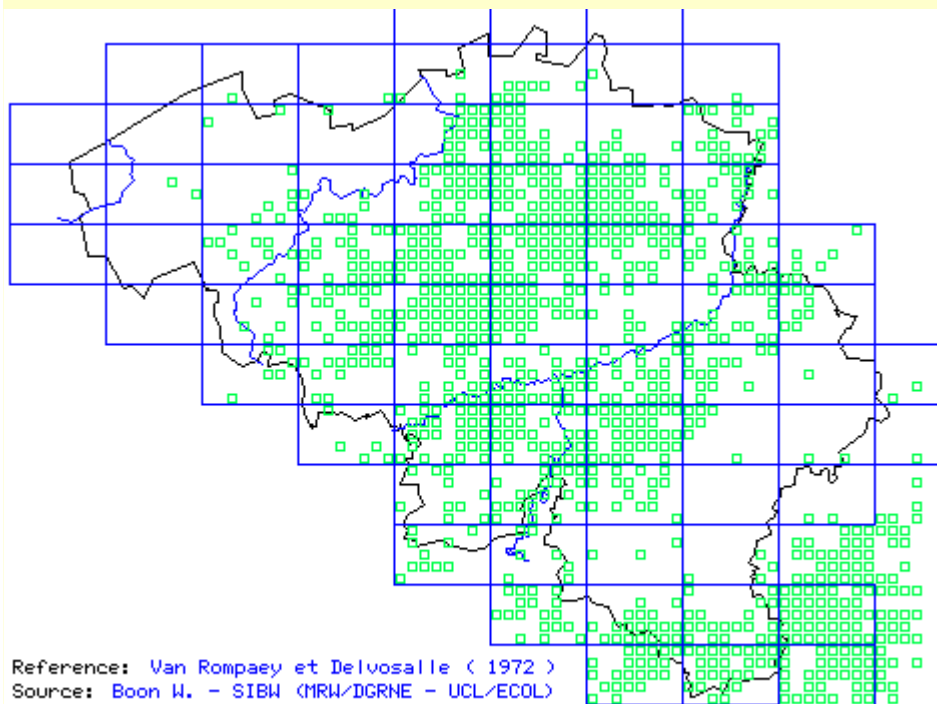 Reference: Van Rompaey et Delvosalle ( 1972 )
Source: Boon W. - SIBW (MRW/DGRNE - UCL/ECOL)